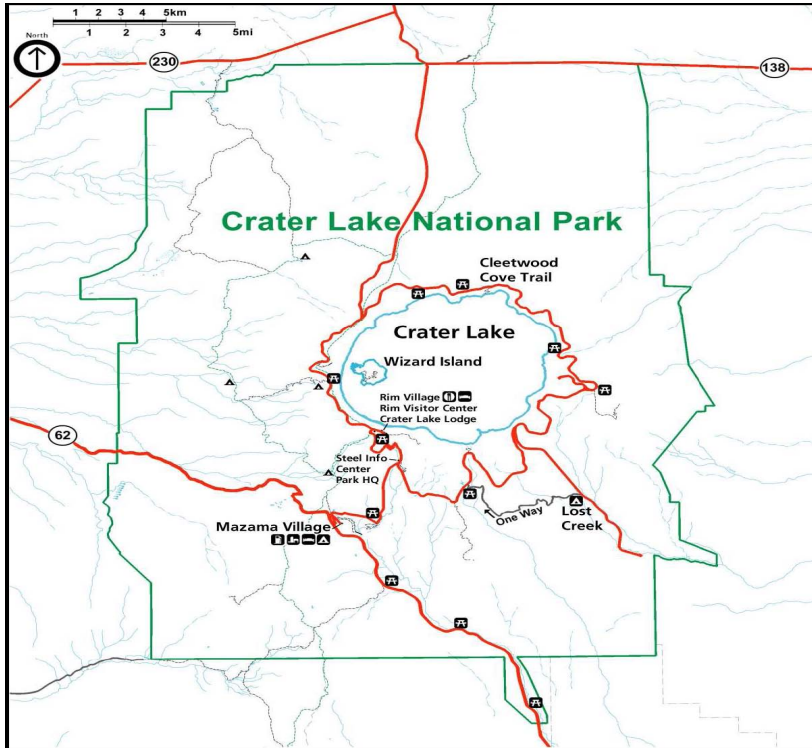 1 2 3 4 5km
1 2 3 4 5mi
North
230
138
Crater Lake National Park
Cleetwood
Cove Trail
Crater Lake
Wizard Island
Rim Village
Rim Visitor Center
Crater Lake Lodge
62
Steel Info
Center
Park HQ
Mazama Village
One Way
Lost
Creek